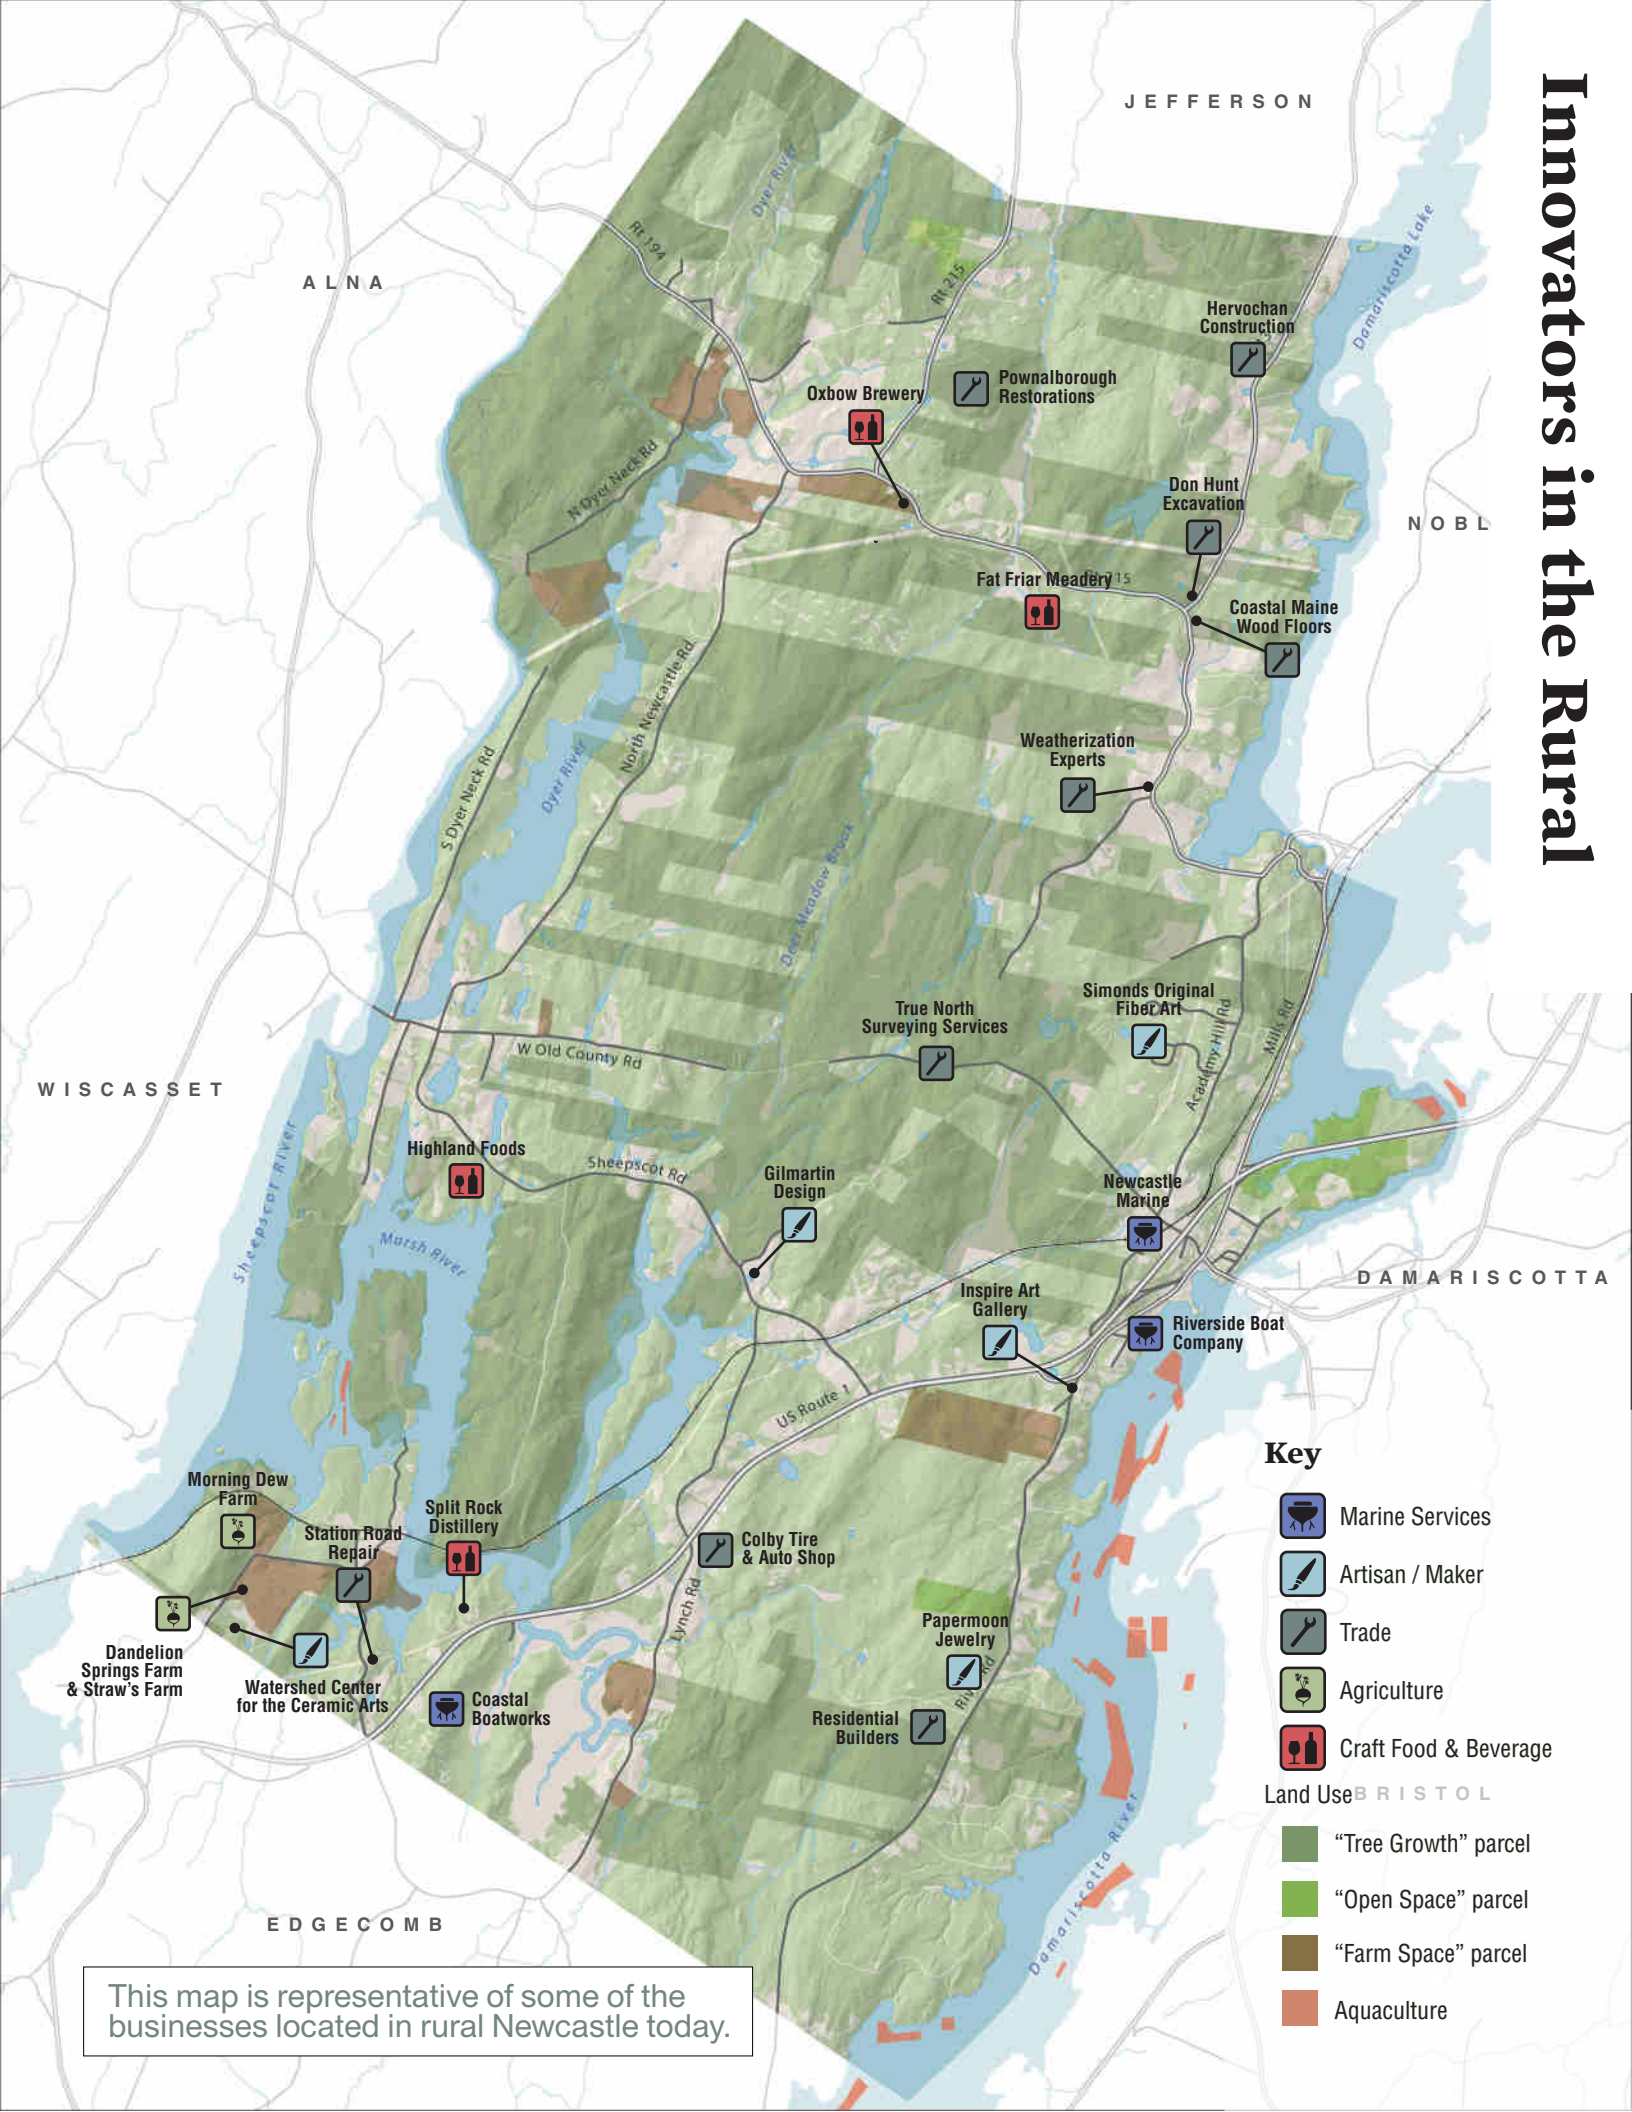 Innovators in the Rural
JEFFERSON
Dyer River
Damariscotta Lake
Rt 194
ALNA
Rt 215
Hervochan
Construction
Pownalborough
Restorations
Oxbow Brewery
N Dyer Neck Rd
Don Hunt
Excavation
NOBL
Fat Friar Meadery
215
Coastal Maine
Wood Floors
North Newcastle Rd
S Dyer Neck Rd
Dyer River
Weatherization
Experts
Deer Meadow Brook
Simonds Original
Fiber Art
True North
Surveying Services
Academy Hill Rd
Mills Rd
W Old County Rd
WISCASSET
Sheepscot River
Highland Foods
Sheepscot Rd
Gilmartin
Design
Newcastle
Marine
Marsh River
DAMARISCOTTA
Inspire Art
Gallery
Riverside Boat
Company
US Route 1
Morning Dew
Farm
Station Road
Repair
Split Rock
Distillery
Colby Tire
& Auto Shop
Lynch Rd
Dandelion
Springs Farm
& Straw's Farm
Watershed Center
for the Ceramic Arts
Coastal
Boatworks
Papermoon
Jewelry
Rd
Residential
Builders
Damariscotta River
EDGECOMB
BRISTOL
Key
Marine Services
Artisan / Maker
Trade
Agriculture
Craft Food & Beverage
Land Use
“Tree Growth” parcel
“Open Space” parcel
“Farm Space” parcel
Aquaculture
This map is representative of some of the
businesses located in rural Newcastle today.